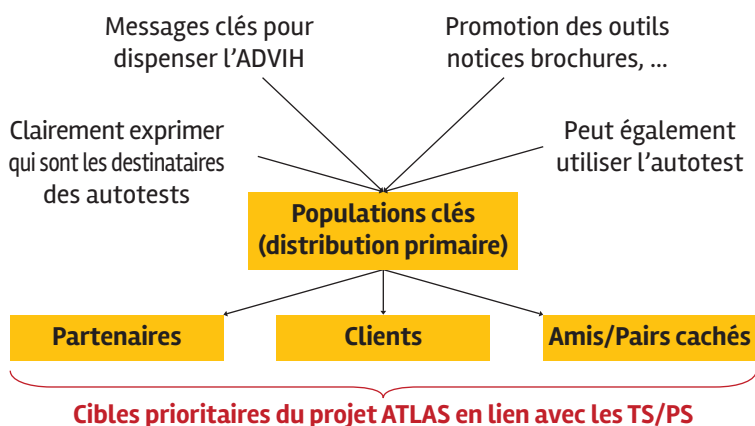 Messages clés pour
dispenser l'ADVIH
Promotion des outils
notices brochures, ...
Clairement exprimer
qui sont les destinataires
des autotests
Peut également
utiliser l'autotest
Populations clés
(distribution primaire)
Partenaires
Clients
Amis/Pairs cachés
Cibles prioritaires du projet ATLAS en lien avec les TS/PS